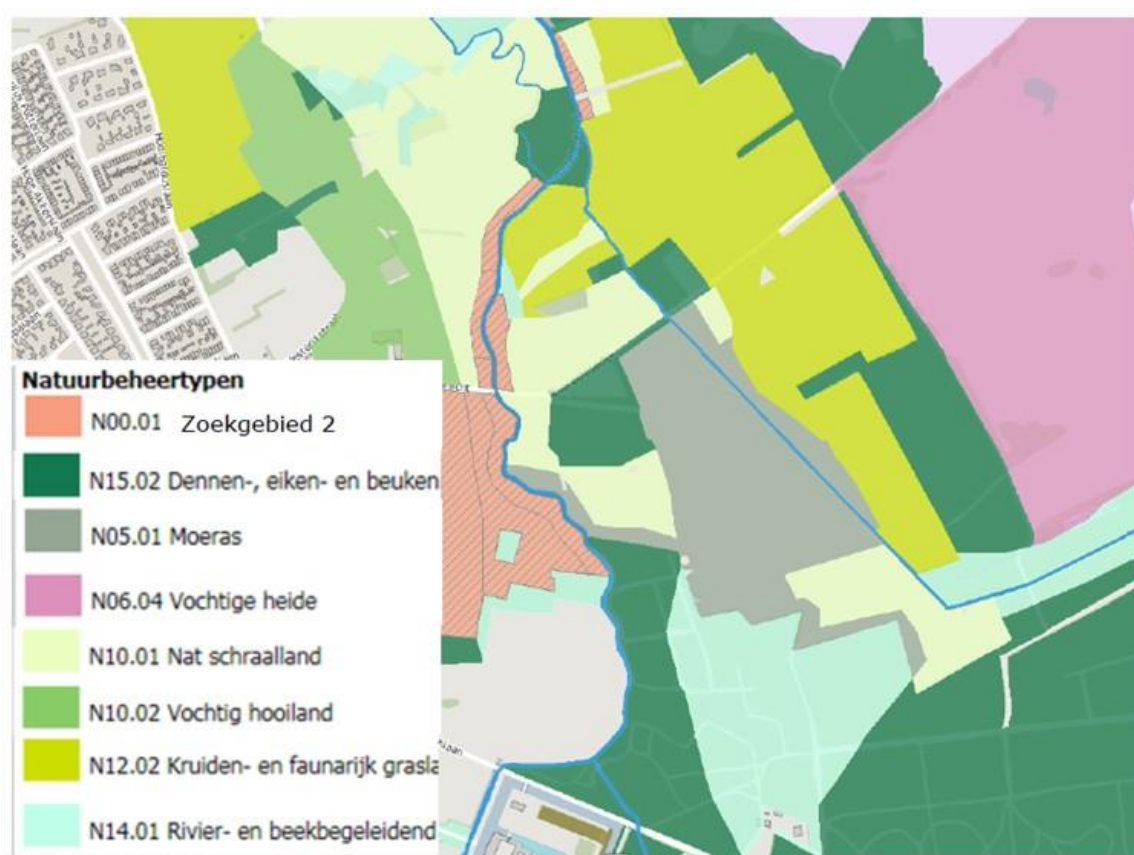 Natuurbeheertypen
N00.01 Zoekgebied 2
N15.02 Dennen-, eiken- en beuken
N05.01 Moeras
N06.04 Vochtige heide
N10.01 Nat schraalland
N10.02 Vochtig hooiland
N12.02 Kruiden- en faunarijk grasla
N14.01 Rivier- en beekbegeleidend